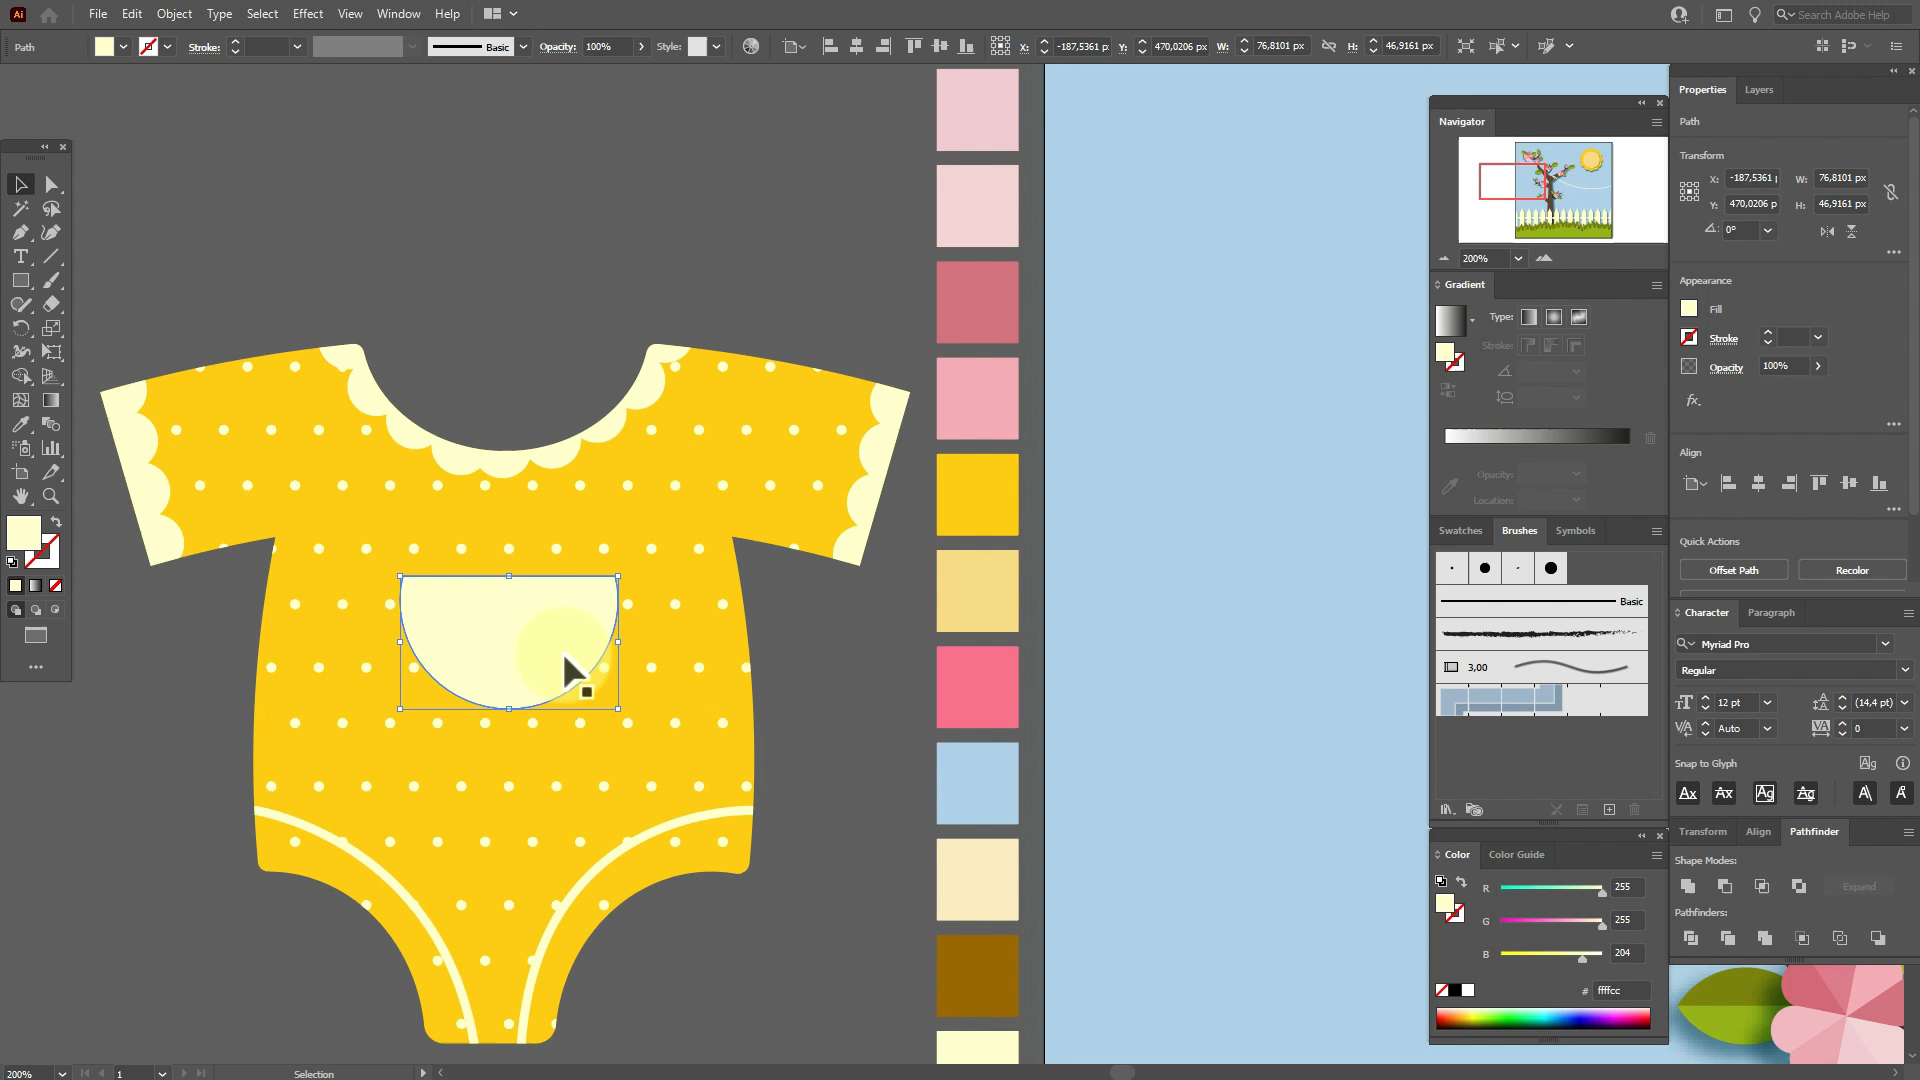 Ai File Edit Object Type Select Effect View Window Help Search Adobe Help
Path Stroke: Basic Opacity: 100% Style: X: -187,5361 p: Y: 470,0206 px W: 76,8101 px H: 46,9161 px
Properties Layers
Navigator
Path
Transform
X: -187,5361 W: 76,8101 px
Y: 470,0206 p H: 46,9161 px
0°
200%
Appearance
Gradient
Fill
Type:
Stroke
Stroke:
Opacity 100%
fx.
Align
Opacity:
Location:
Swatches Brushes Symbols
Quick Actions
Offset Path Recolor
Basic
Character Paragraph
Myriad Pro
3,00
Regular
12 pt (14,4 pt)
Auto 0
Snap to Glyph
Transform Align Pathfinder
Color Color Guide
Shape Modes:
R 255
Expand
Pathfinders:
G 255
B 204
# ffffcc
200% 1 Selection